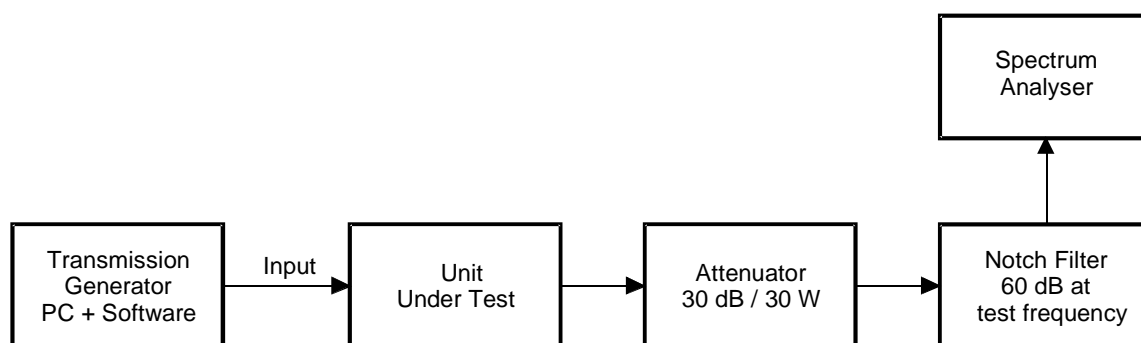 Spectrum
Analyser
Transmission
Generator
PC + Software
Input
Unit
Under Test
Attenuator
30 dB / 30 W
Notch Filter
60 dB at
test frequency